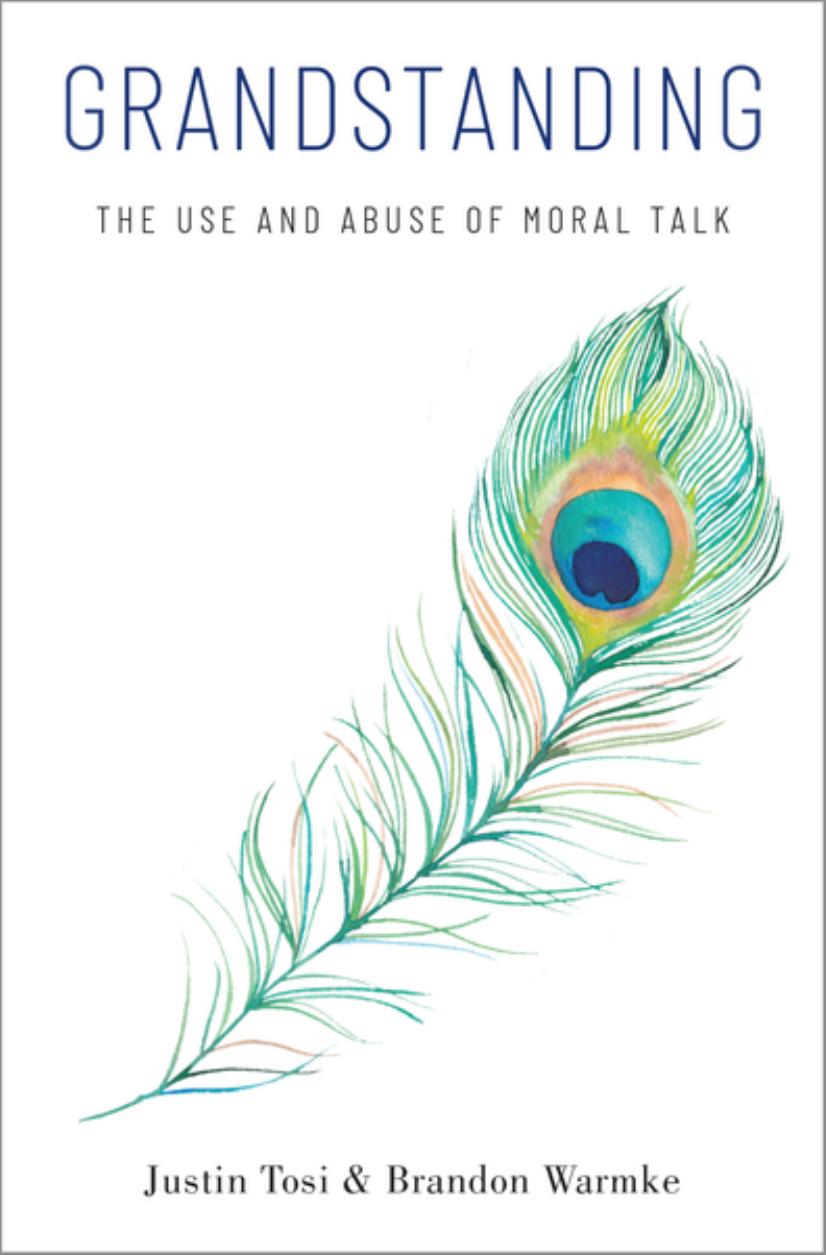 GRANDSTANDING
THE USE AND ABUSE OF MORAL TALK
Justin Tosi & Brandon Warmke